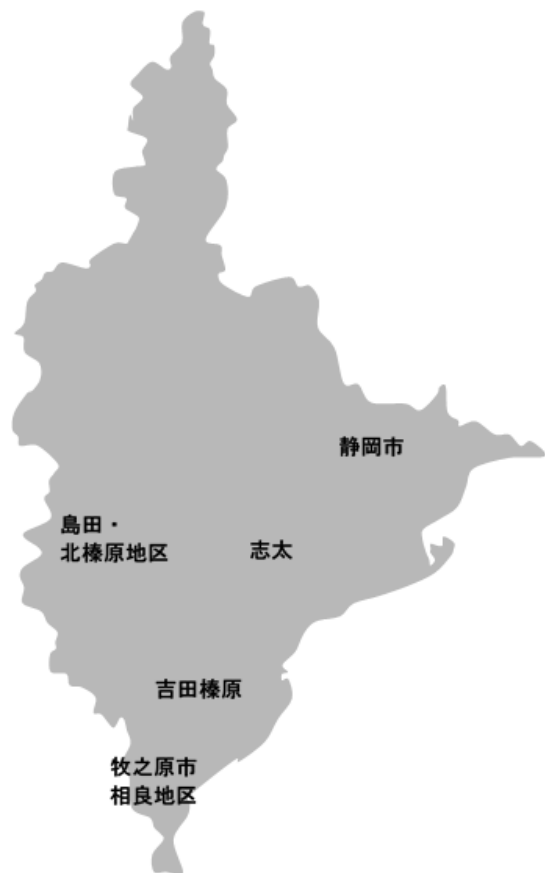 静岡市
島田・
北榛原地区
志太
吉田榛原
牧之原市
相良地区